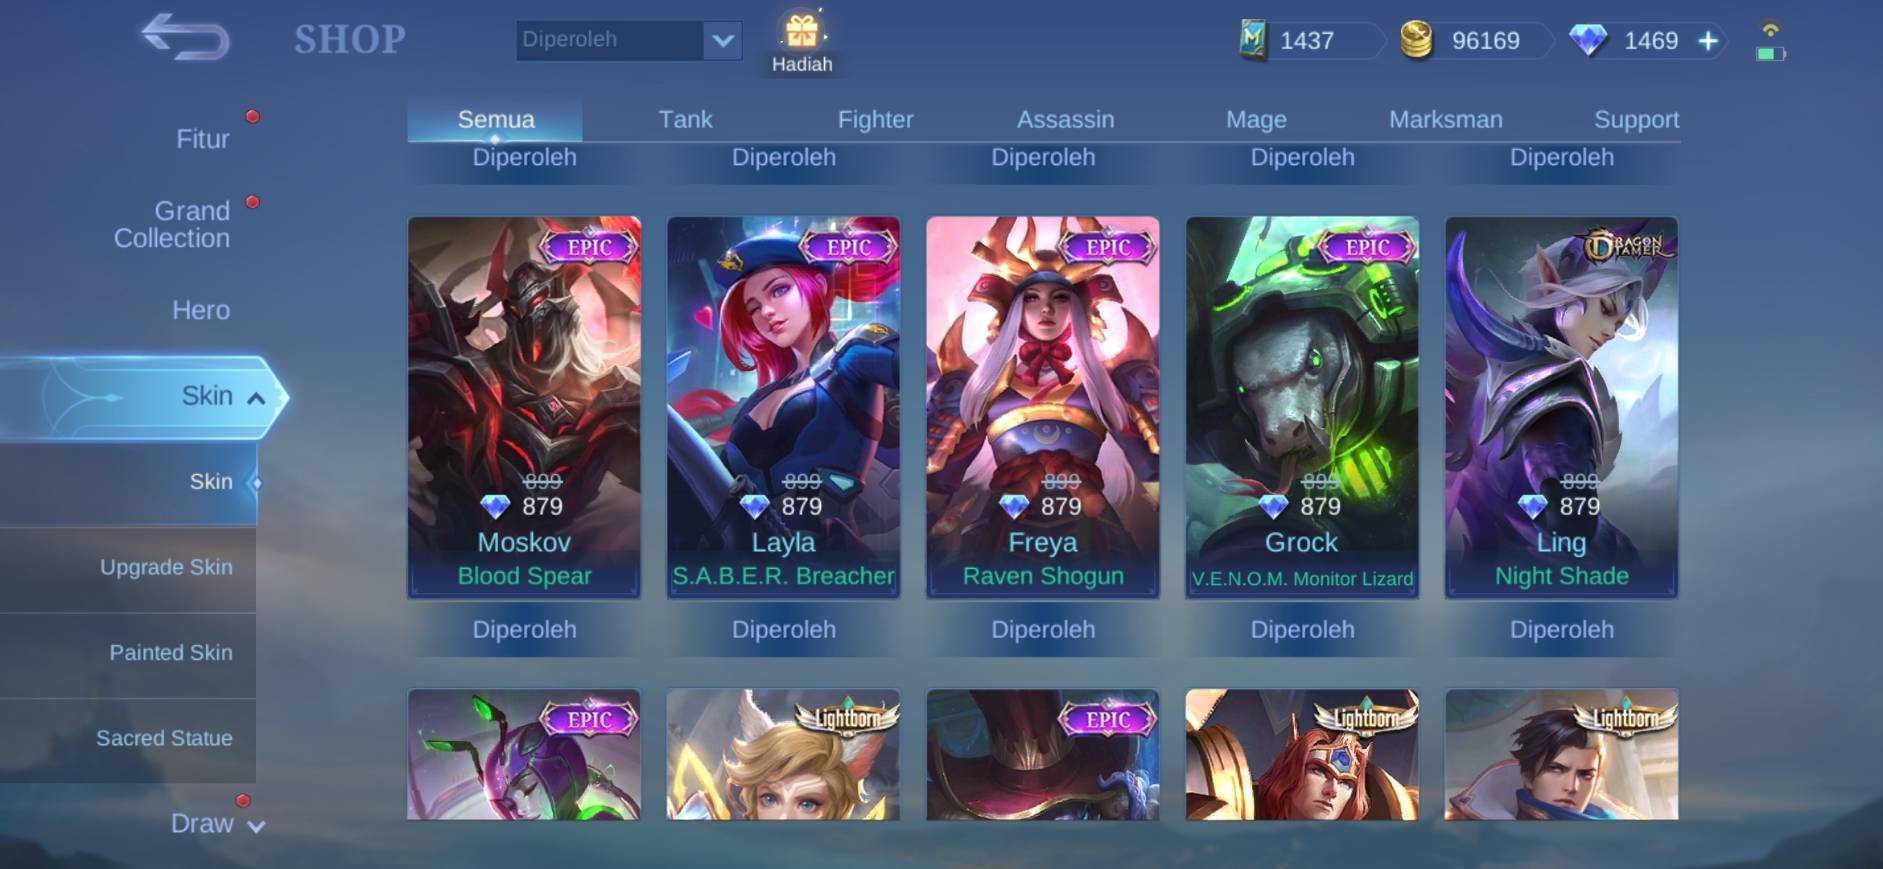 SHOP
Diperoleh
Hadiah
1437
96169
1469
Fitur
Grand
Collection
Hero
Skin
Skin
Upgrade Skin
Painted Skin
Sacred Statue
Draw
Semua Tank Fighter Assassin Mage Marksman Support
Diperoleh Diperoleh Diperoleh Diperoleh Diperoleh
EPIC
899
879
Moskov
Blood Spear
Diperoleh
EPIC
899
879
Layla
S.A.B.E.R. Breacher
Diperoleh
EPIC
899
879
Freya
Raven Shogun
Diperoleh
EPIC
899
879
Grock
V.E.N.O.M. Monitor Lizard
Diperoleh
DRAGON
TAMER
899
879
Ling
Night Shade
Diperoleh
EPIC
Lightborn
EPIC
Lightborn
Lightborn